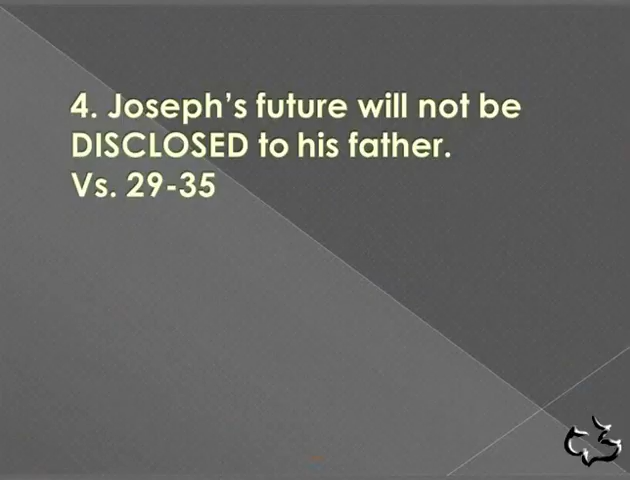 4. Joseph's future will not be
DISCLOSED to his father.
Vs. 29-35